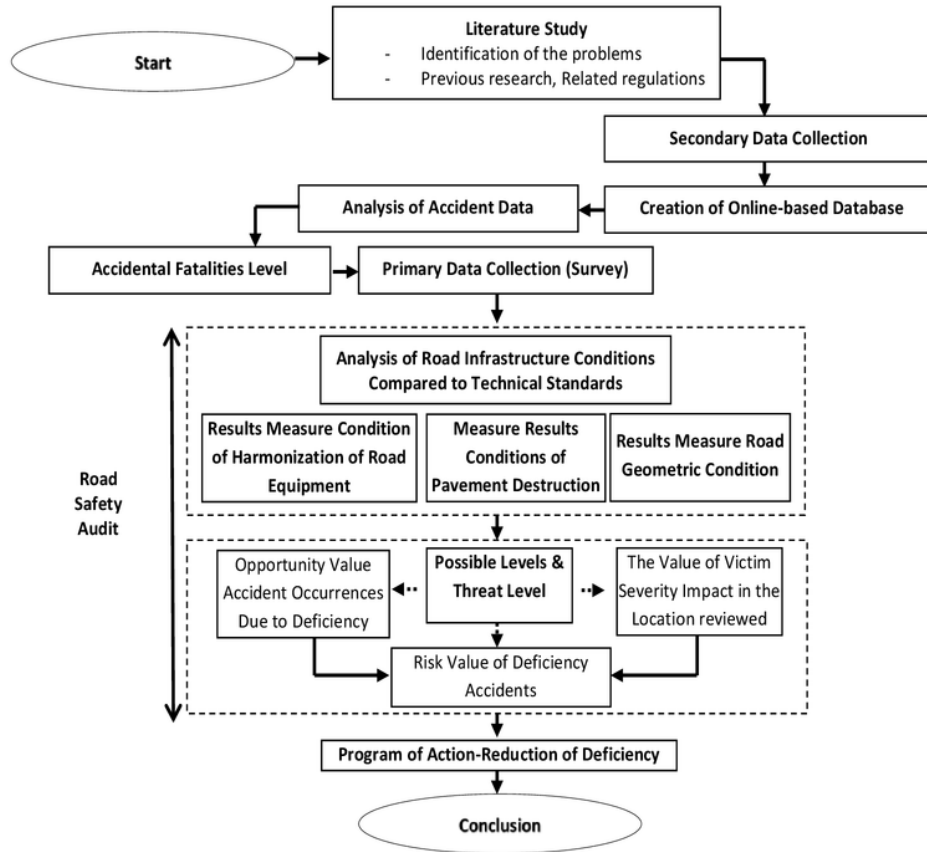 Start
Literature Study
- Identification of the problems
- Previous research, Related regulations
Secondary Data Collection
Creation of Online-based Database
Analysis of Accident Data
Accidental Fatalities Level
Primary Data Collection (Survey)
Road
Safety
Audit
Analysis of Road Infrastructure Conditions
Compared to Technical Standards
Results Measure Condition
of Harmonization of Road
Equipment
Measure Results
Conditions of
Pavement Destruction
Results Measure Road
Geometric Condition
Opportunity Value
Accident Occurrences
Due to Deficiency
Possible Levels &
Threat Level
The Value of Victim
Severity Impact in the
Location reviewed
Risk Value of Deficiency
Accidents
Program of Action-Reduction of Deficiency
Conclusion